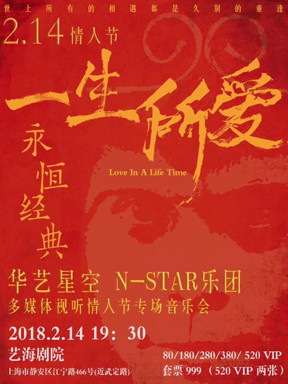 世上所有的相遇都是久别的重逢
2.14情人节
一生所爱
Love In A Life Time
永恒经典
华艺星空 N-STAR乐团
多媒体视听情人节专场音乐会
2018.2.14 19：30
艺海剧院
上海市静安区江宁路466号(近武定路)
80/180/280/380/ 520 VIP
套票 999 （520 VIP 两张）